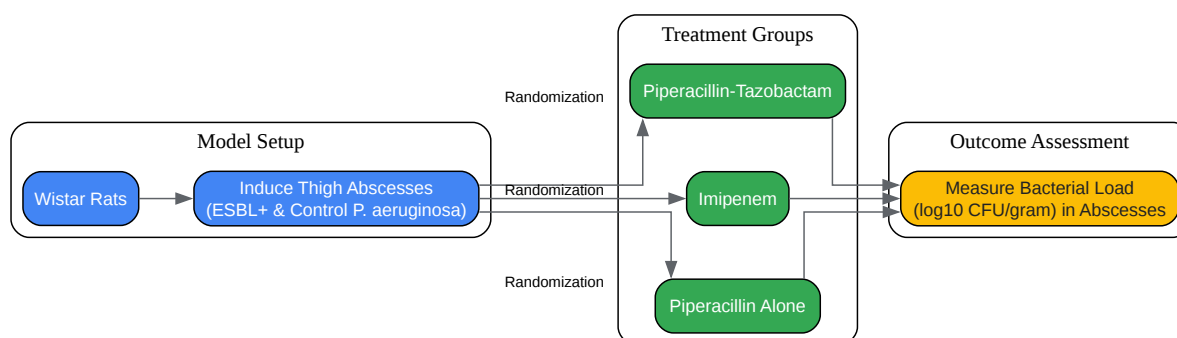 Treatment Groups
Piperacillin-Tazobactam
Randomization
Model Setup
Outcome Assessment
Wistar Rats
Induce Thigh Abscesses
(ESBL+ & Control P. aeruginosa)
Randomization
Imipenem
Measure Bacterial Load
(log10 CFU/gram) in Abscesses
Randomization
Piperacillin Alone